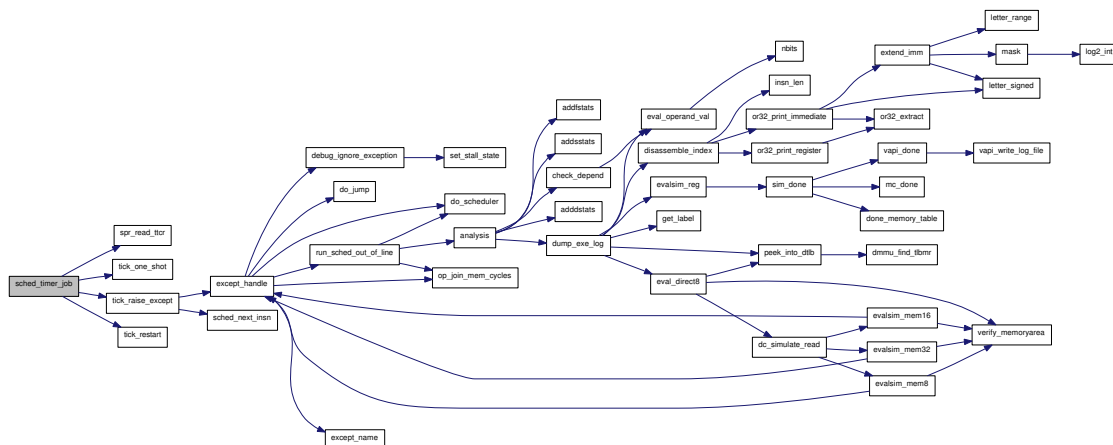 sched_timer_job
spr_read_ttcr
tick_one_shot
tick_raise_except
tick_restart
except_handle
sched_next_insn
debug_ignore_exception
do_jump
run_sched_out_of_line
except_name
set_stall_state
do_scheduler
analysis
op_join_mem_cycles
addfstats
addsstats
check_depend
adddstats
dump_exe_log
eval_operand_val
disassemble_index
evalsim_reg
get_label
eval_direct8
nbits
insn_len
or32_print_immediate
or32_print_register
sim_done
peek_into_dtlb
dc_simulate_read
extend_imm
or32_extract
vapi_done
mc_done
done_memory_table
dmmu_find_tlbmr
evalsim_mem16
evalsim_mem32
evalsim_mem8
letter_range
mask
letter_signed
vapi_write_log_file
verify_memoryarea
log2_int